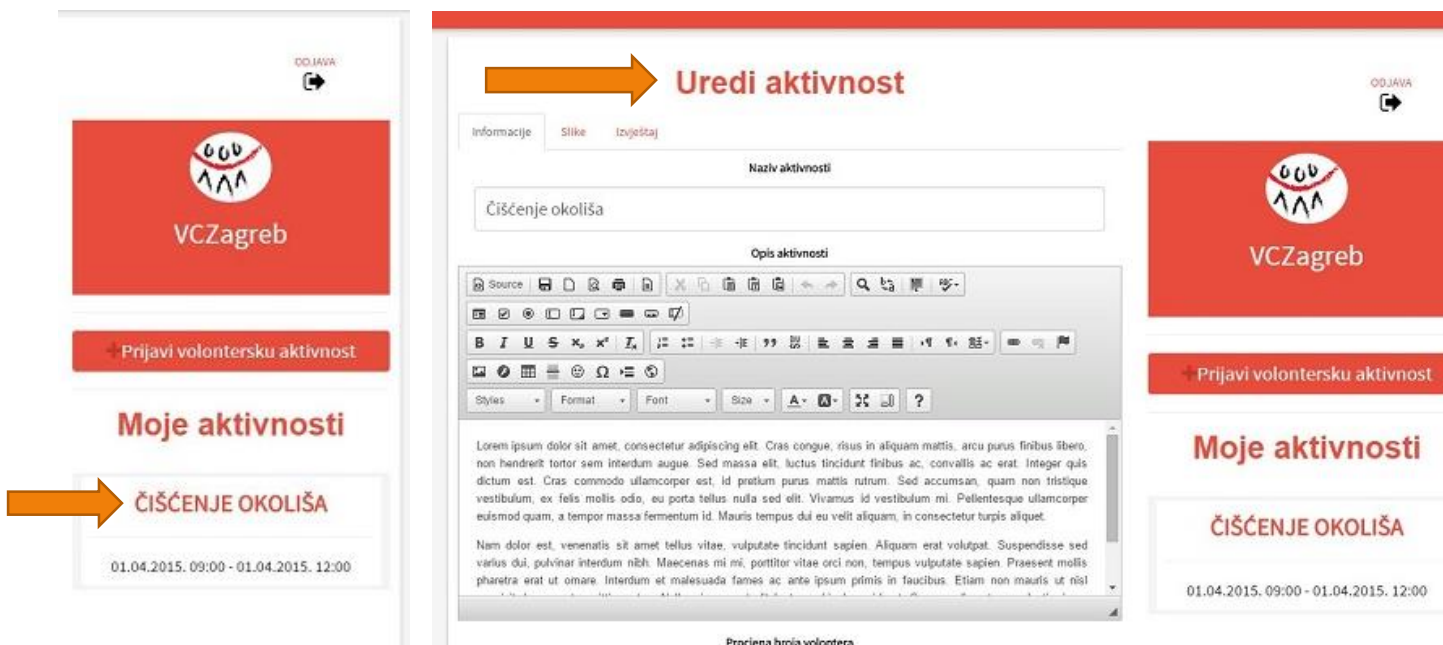 ODJAVA
VCZagreb
Prijavi volontersku aktivnost
Moje aktivnosti
ČIŠĆENJE OKOLIŠA
01.04.2015. 09:00 - 01.04.2015. 12:00
Uredi aktivnost
Informacije Slike Izvještaj
Naziv aktivnosti
Čišćenje okoliša
Opis aktivnosti
Source
B I U S x₂ x² Iₓ
Styles Format Font Size A A ?
Lorem ipsum dolor sit amet, consectetur adipiscing elit. Cras congue, risus in aliquam mattis, arcu purus finibus libero,
non hendrerit tortor sem interdum augue. Sed massa elit, luctus tincidunt finibus ac, convallis ac erat. Integer quis
dictum est. Cras commodo ullamcorper est, id pretium purus mattis rutrum. Sed accumsan, quam non tristique
vestibulum, ex felis mollis odio, eu porta tellus nulla sed elit. Vivamus id vestibulum mi. Pellentesque ullamcorper
euismod quam, a tempor massa fermentum id. Mauris tempus dui eu velit aliquam, in consectetur turpis aliquet.
Nam dolor est, venenatis sit amet tellus vitae, vulputate tincidunt sapien. Aliquam erat volutpat. Suspendisse sed
varius dui, pulvinar interdum nibh. Maecenas mi mi, porttitor vitae orci non, tempus vulputate sapien. Praesent mollis
pharetra erat ut ornare. Interdum et malesuada fames ac ante ipsum primis in faucibus. Etiam non mauris ut nisl
Procjena broja volontera
ODJAVA
VCZagreb
Prijavi volontersku aktivnost
Moje aktivnosti
ČIŠĆENJE OKOLIŠA
01.04.2015. 09:00 - 01.04.2015. 12:00